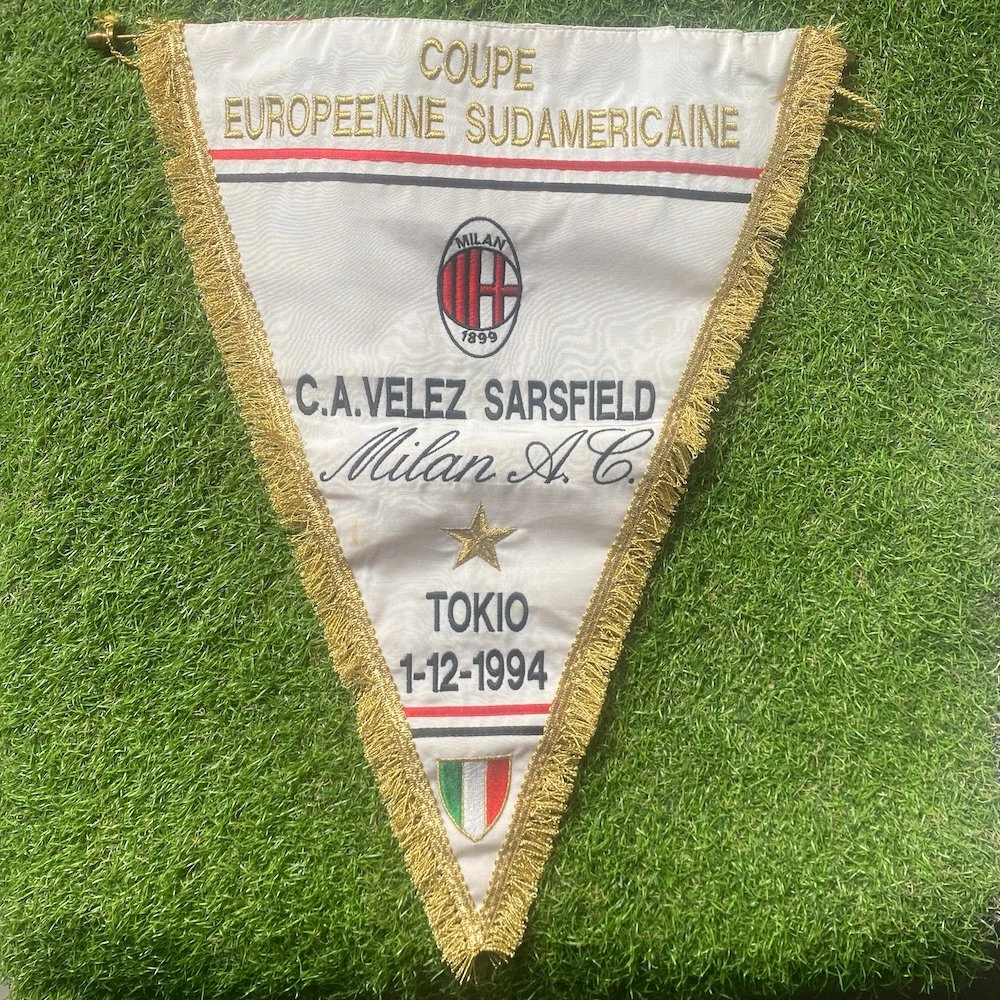 COUPE
EUROPEENNE SUDAMERICAINE
MILAN
1899
C.A.VELEZ SARSFIELD
Milan A.C.
TOKIO
1-12-1994